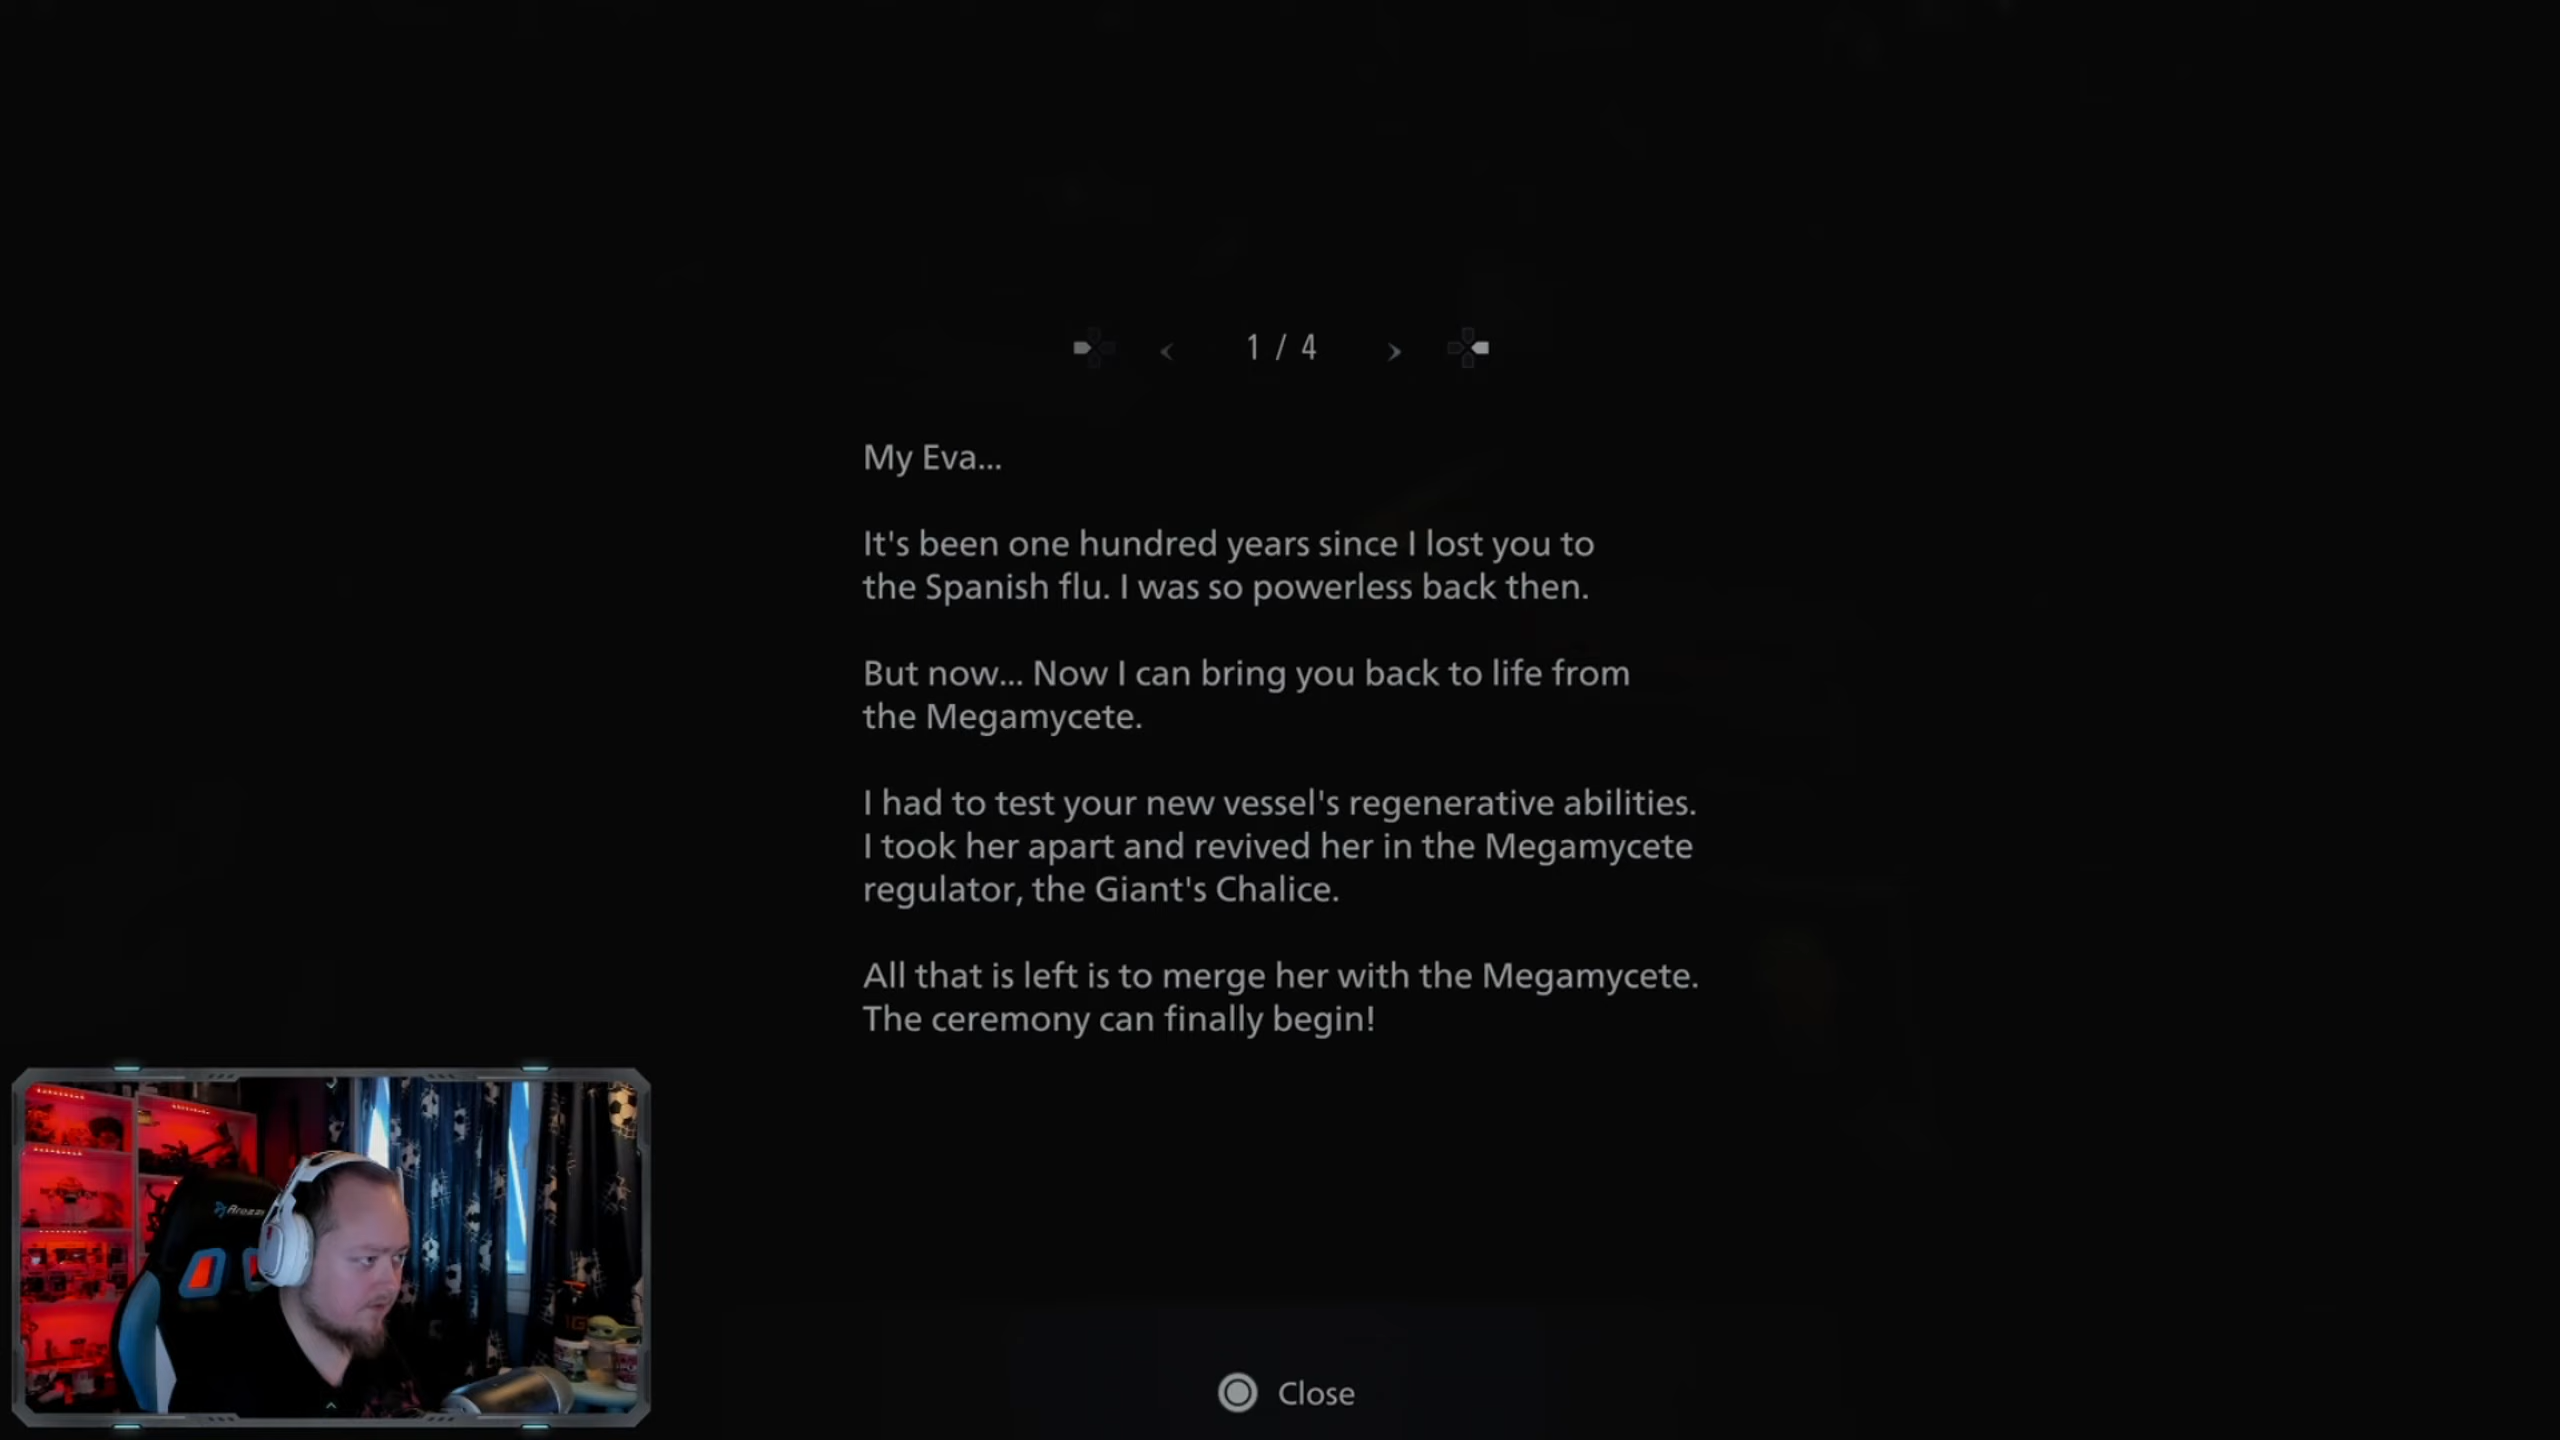 1 / 4
My Eva...
It's been one hundred years since I lost you to
the Spanish flu. I was so powerless back then.
But now... Now I can bring you back to life from
the Megamycete.
I had to test your new vessel's regenerative abilities.
I took her apart and revived her in the Megamycete
regulator, the Giant's Chalice.
All that is left is to merge her with the Megamycete.
The ceremony can finally begin!
Close